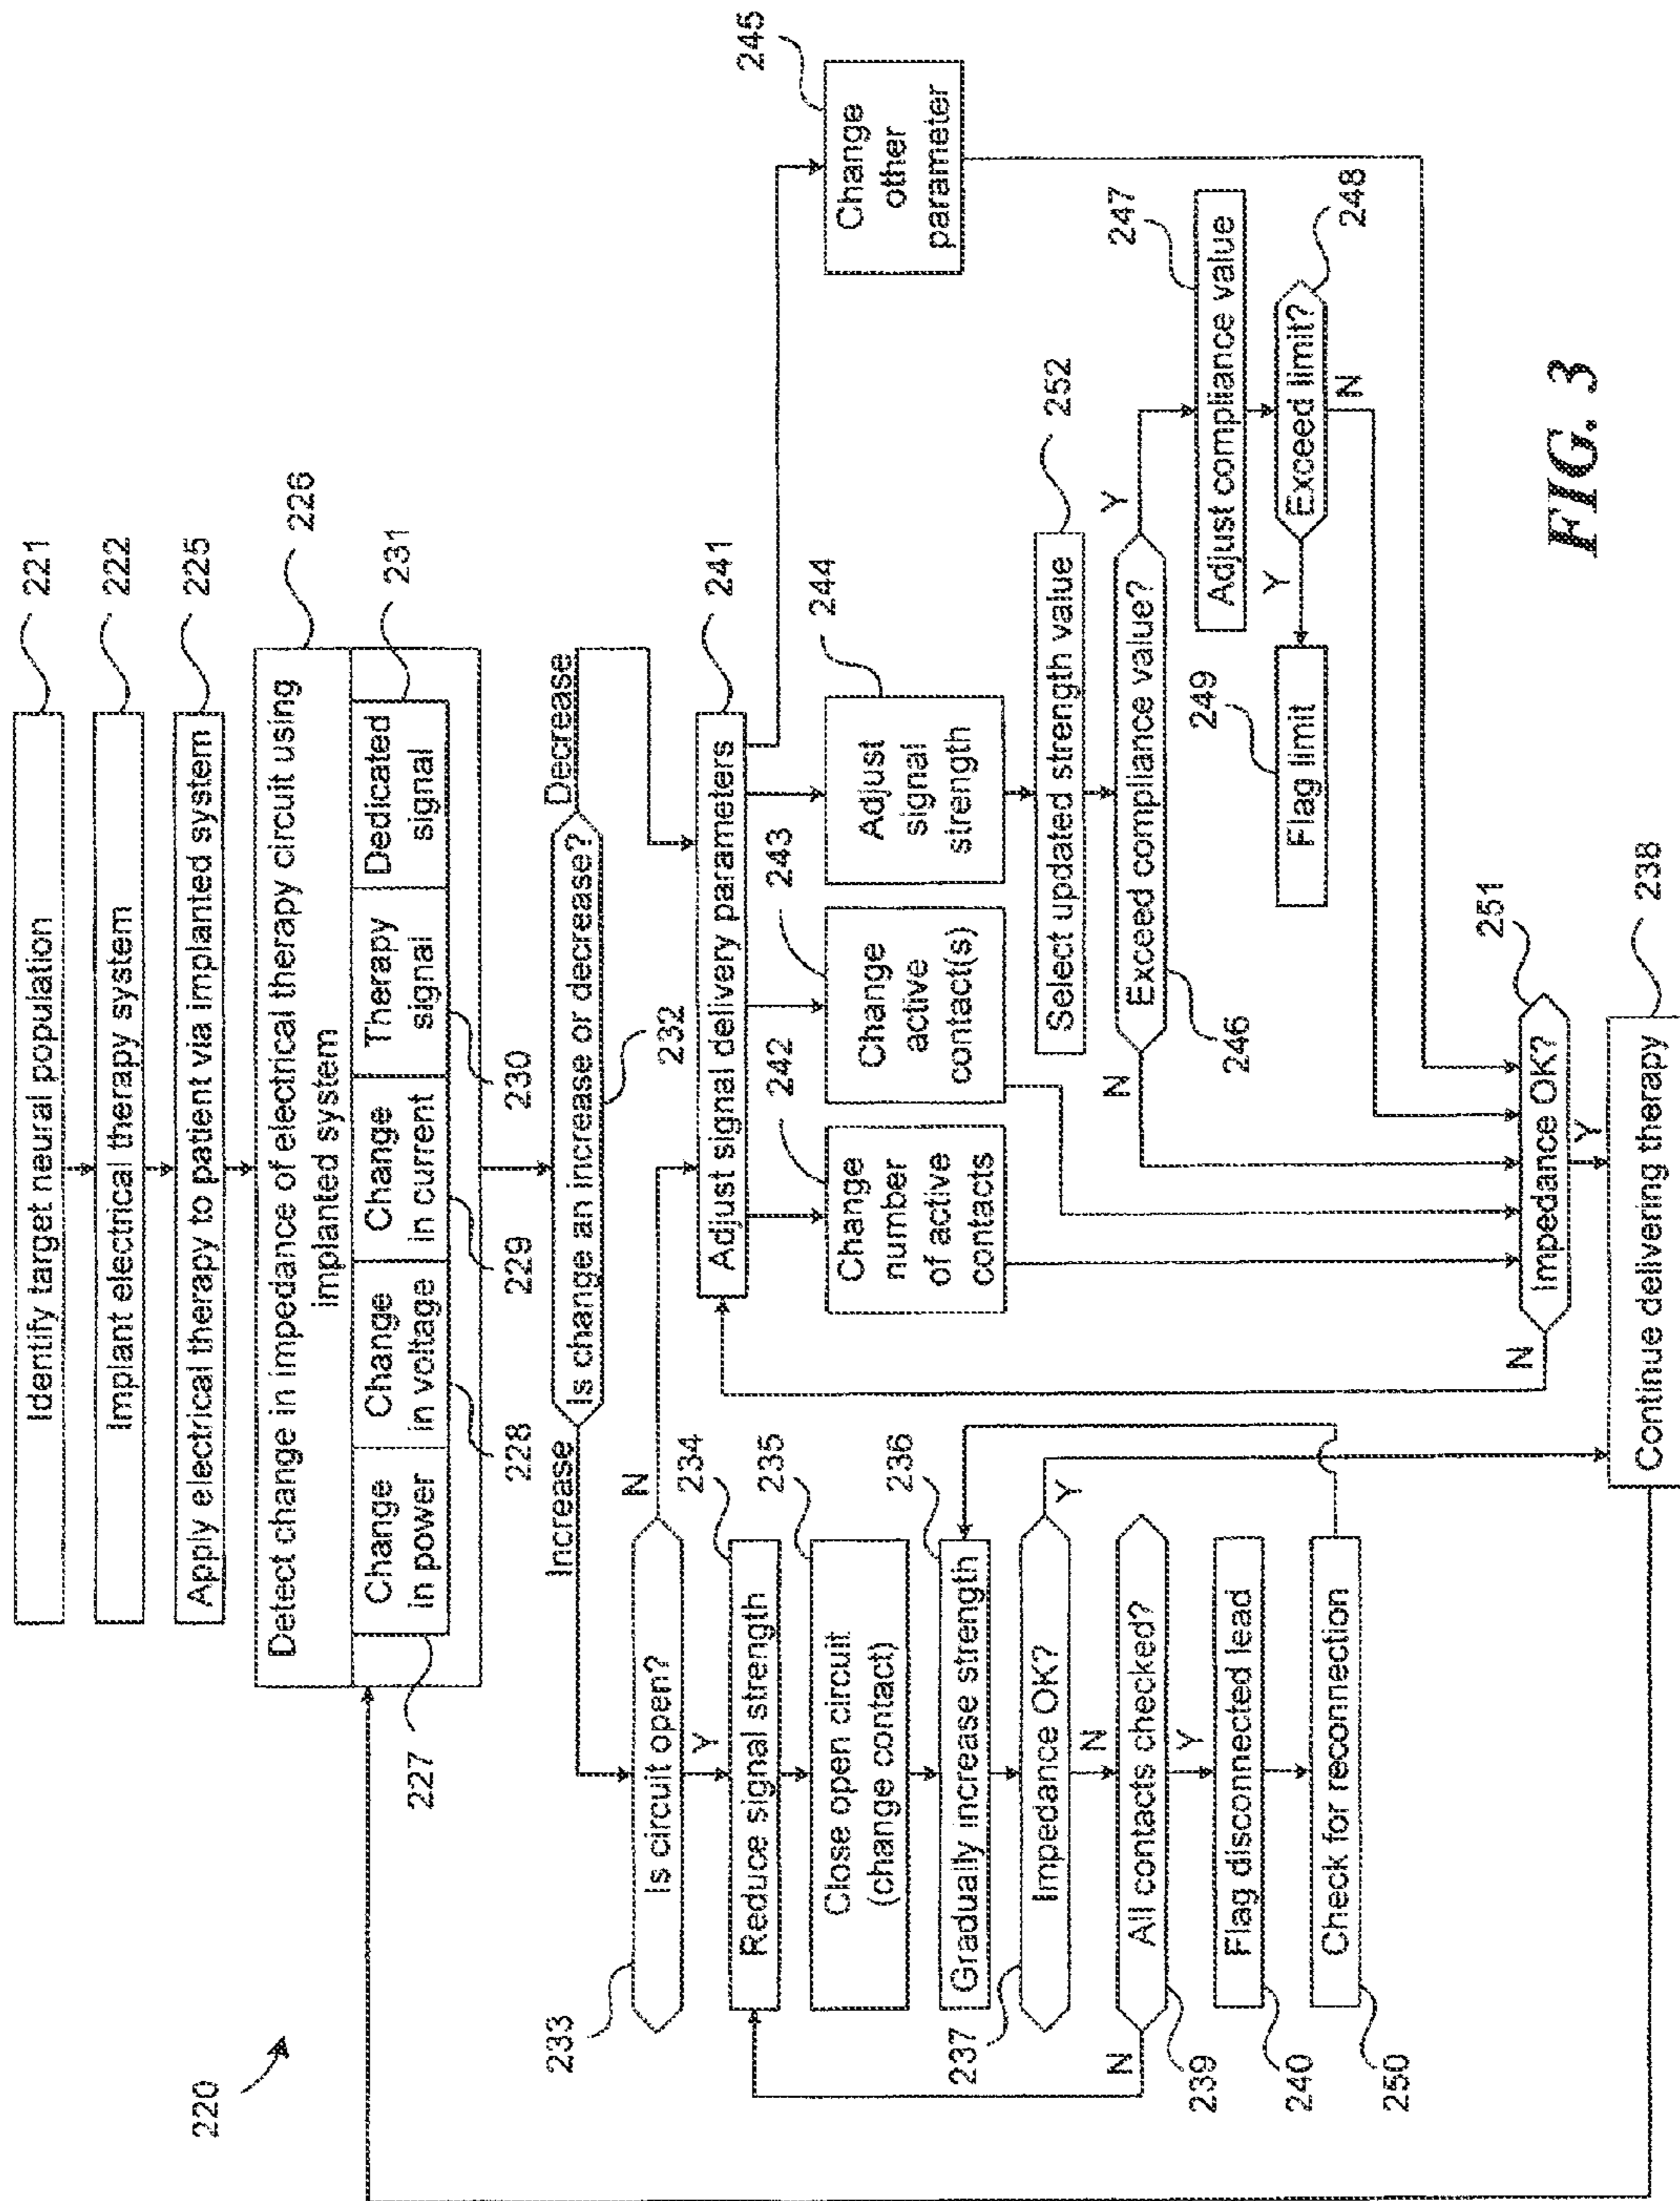 220
Identify target neural population
221
Implant electrical therapy system
222
Apply electrical therapy to patient via implanted system
225
Detect change in impedance of electrical therapy circuit using
implanted system
226
Change
in power
227
Change
in voltage
228
Change
in current
229
Therapy
signal
230
Dedicated
signal
231
Is change an increase or decrease?
232
Increase
Decrease
233
Is circuit open?
N
Y
Reduce signal strength
234
Close open circuit
(change contact)
235
Gradually increase strength
236
237
Impedance OK?
Y
N
All contacts checked?
239
N
Y
Flag disconnected lead
240
Check for reconnection
250
Adjust signal delivery parameters
241
Change
number
of active
contacts
242
Change
active
contact(s)
243
Adjust
signal
strength
244
Change
other
parameter
245
Select updated strength value
252
Exceed compliance value?
246
N
Y
Adjust compliance value
247
Exceed limit?
248
Y
N
Flag limit
249
Impedance OK?
251
N
Y
Continue delivering therapy
238
FIG. 3